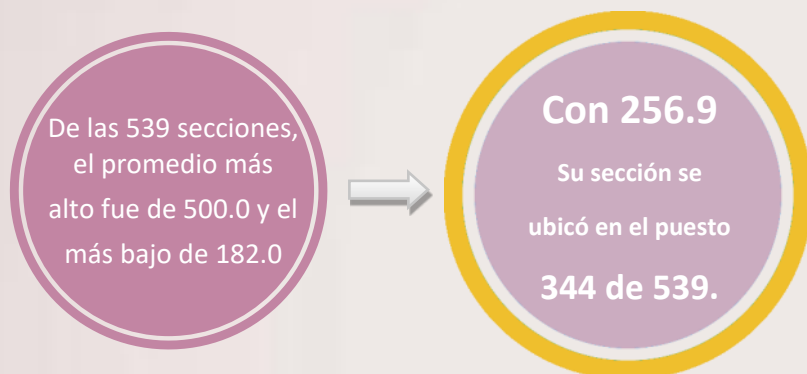 De las 539 secciones,
el promedio más
alto fue de 500.0 y el
más bajo de 182.0
Con 256.9
Su sección se
ubicó en el puesto
344 de 539.